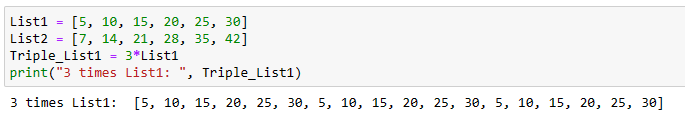 List1 = [5, 10, 15, 20, 25, 30]
List2 = [7, 14, 21, 28, 35, 42]
Triple_List1 = 3*List1
print("3 times List1: ", Triple_List1)
3 times List1:  [5, 10, 15, 20, 25, 30, 5, 10, 15, 20, 25, 30, 5, 10, 15, 20, 25, 30]